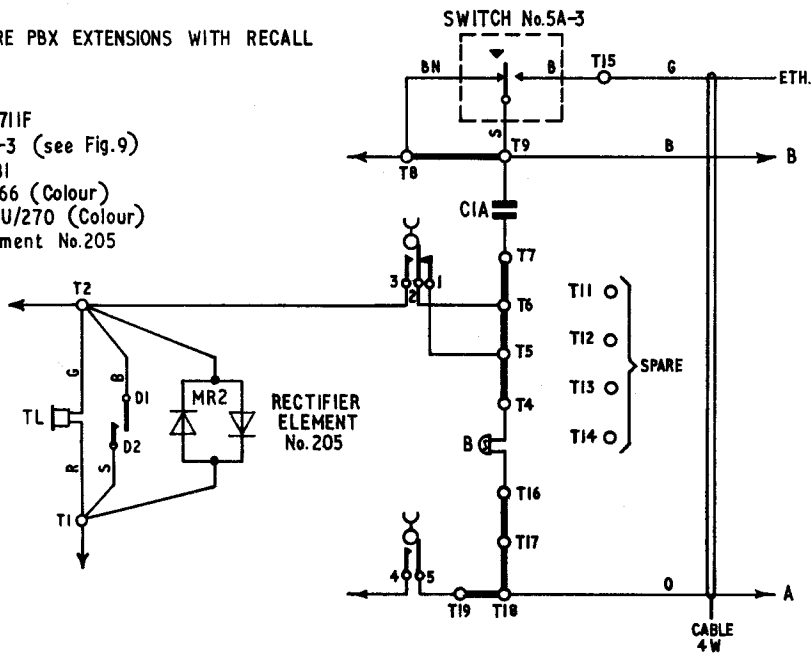 SWITCH No.5A-3
RE PBX EXTENSIONS WITH RECALL
BN
B
T15
G
ETH.
711F
-3 (see Fig.9)
S
T9
B
B
T8
66 (Colour)
U/270 (Colour)
ment No.205
C1A
T7
T2
3
2
1
T6
T11
T5
T12
SPARE
G
B
D1
MR2
RECTIFIER
ELEMENT
No.205
T4
T13
TL
D2
B
T14
R
S
T16
T1
T17
4
5
O
A
T19
T18
CABLE
4W